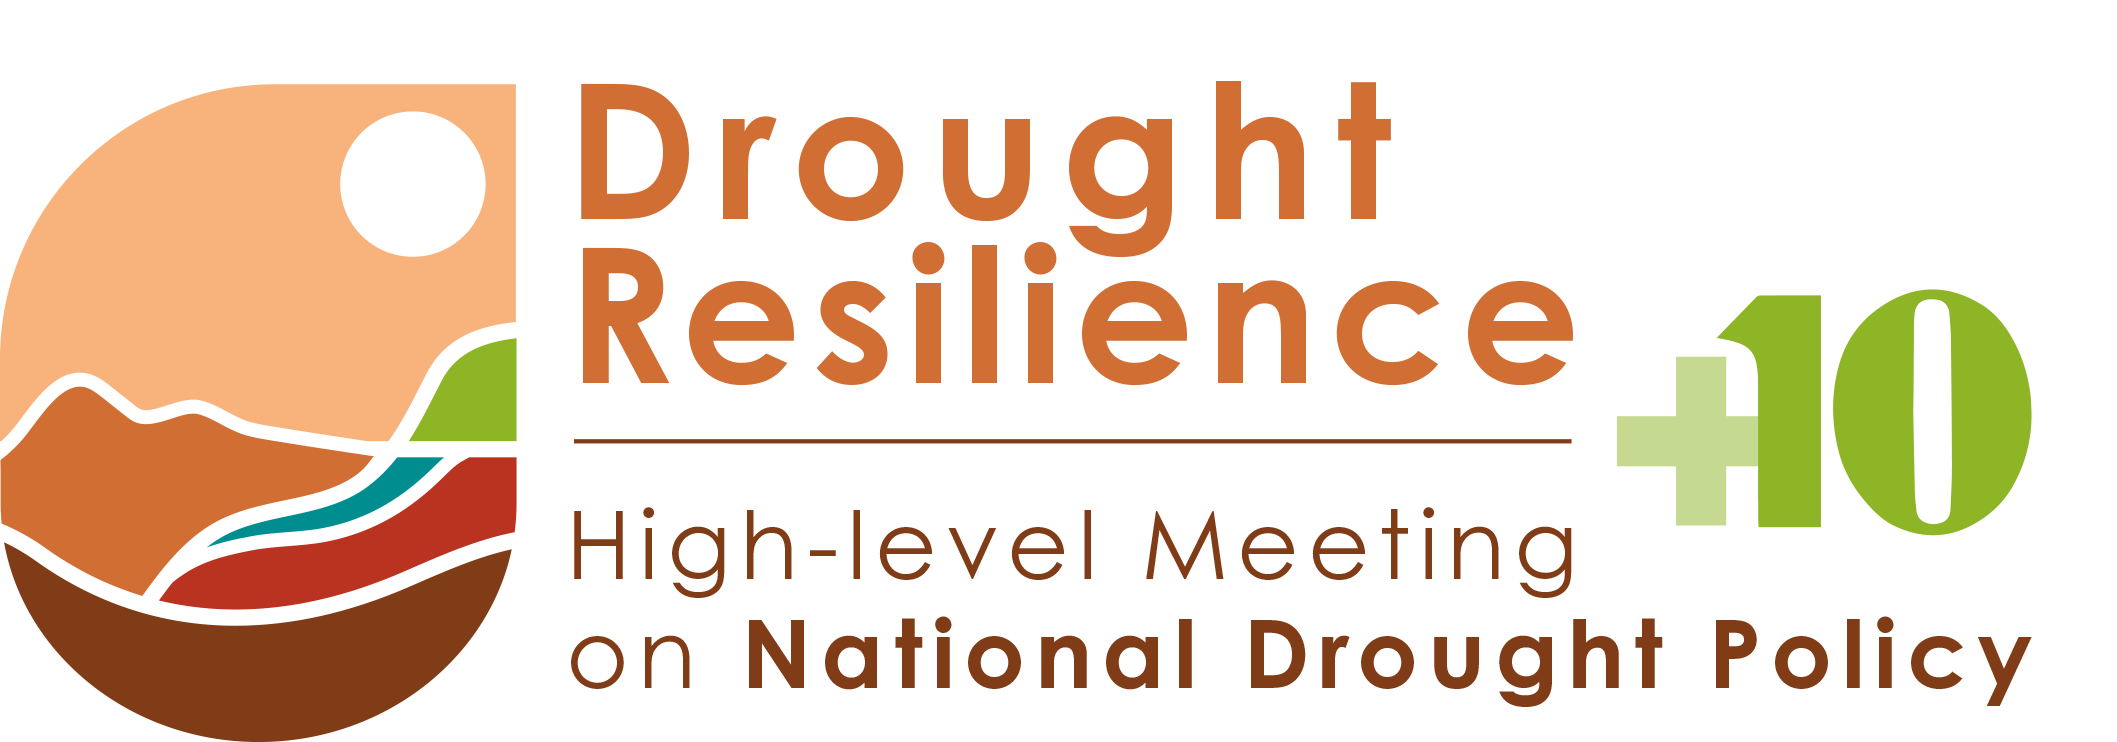 Drought
Resilience
+10
High-level Meeting
on National Drought Policy